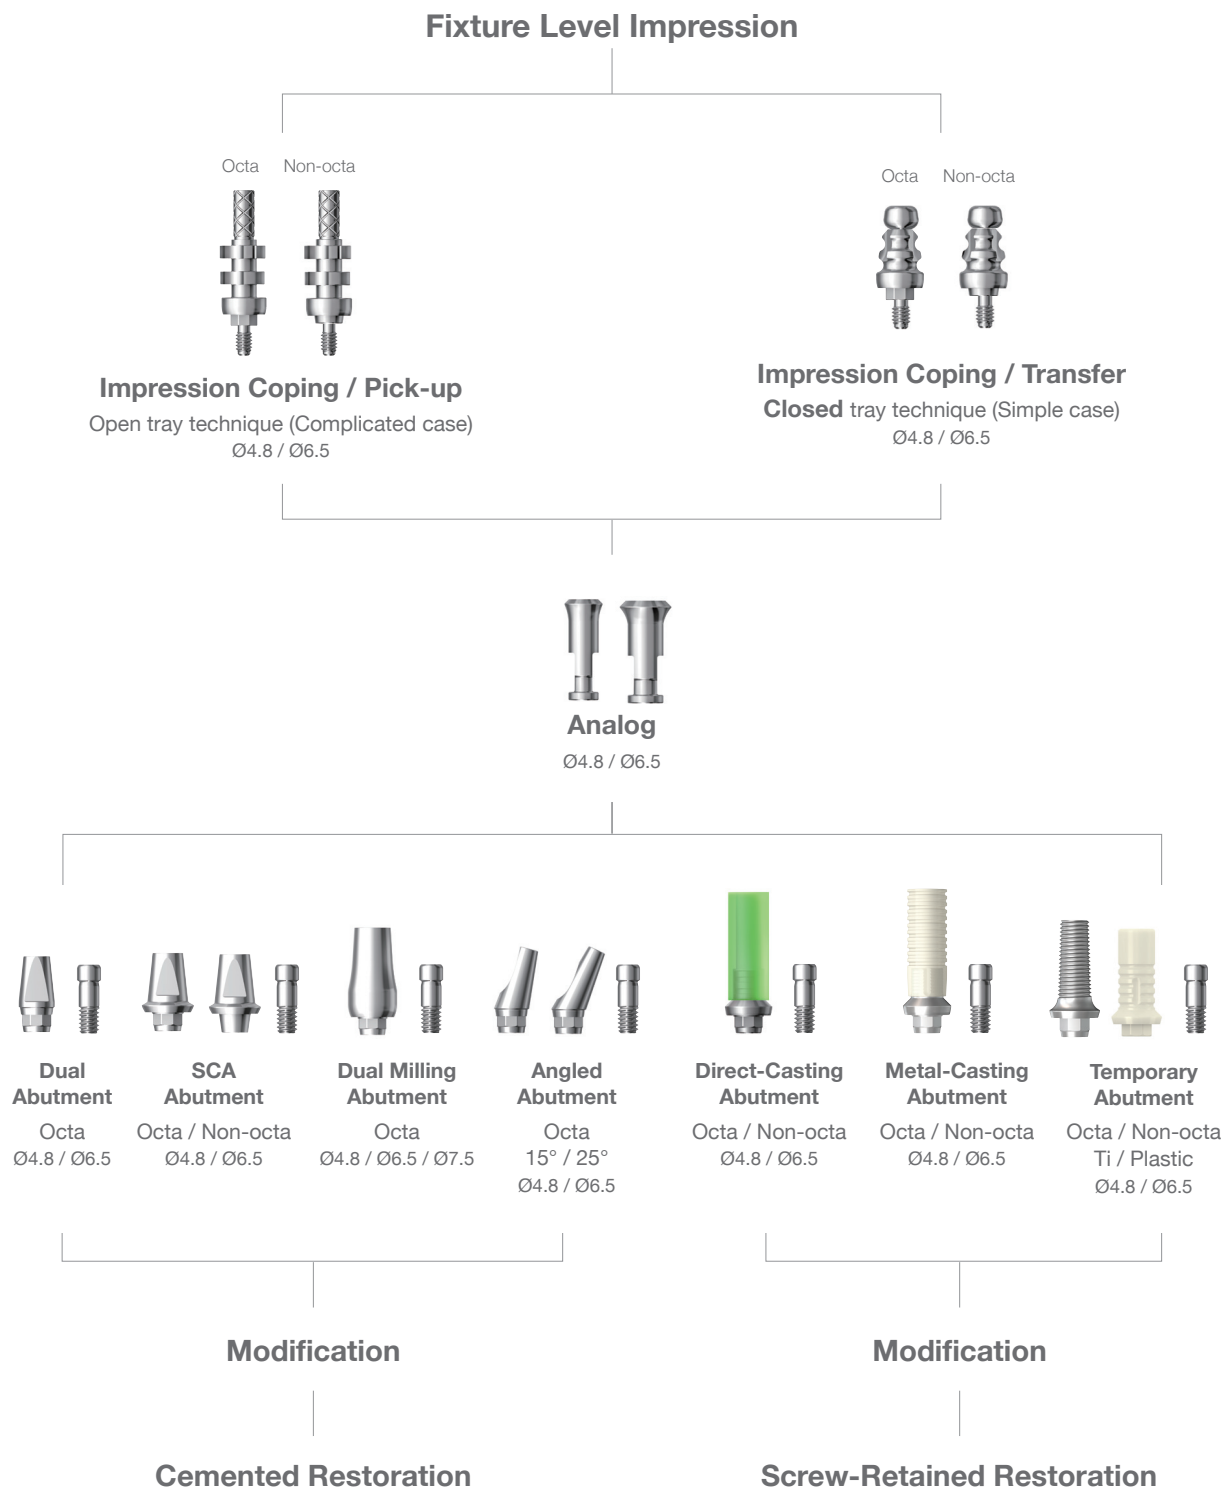 Fixture Level Impression
Octa Non-octa
Impression Coping / Pick-up
Open tray technique (Complicated case)
Ø4.8 / Ø6.5
Octa Non-octa
Impression Coping / Transfer
Closed tray technique (Simple case)
Ø4.8 / Ø6.5
Analog
Ø4.8 / Ø6.5
Dual
Abutment
Octa
Ø4.8 / Ø6.5
SCA
Abutment
Octa / Non-octa
Ø4.8 / Ø6.5
Dual Milling
Abutment
Octa
Ø4.8 / Ø6.5 / Ø7.5
Angled
Abutment
Octa
15° / 25°
Ø4.8 / Ø6.5
Direct-Casting
Abutment
Octa / Non-octa
Ø4.8 / Ø6.5
Metal-Casting
Abutment
Octa / Non-octa
Ø4.8 / Ø6.5
Temporary
Abutment
Octa / Non-octa
Ti / Plastic
Ø4.8 / Ø6.5
Modification
Cemented Restoration
Modification
Screw-Retained Restoration